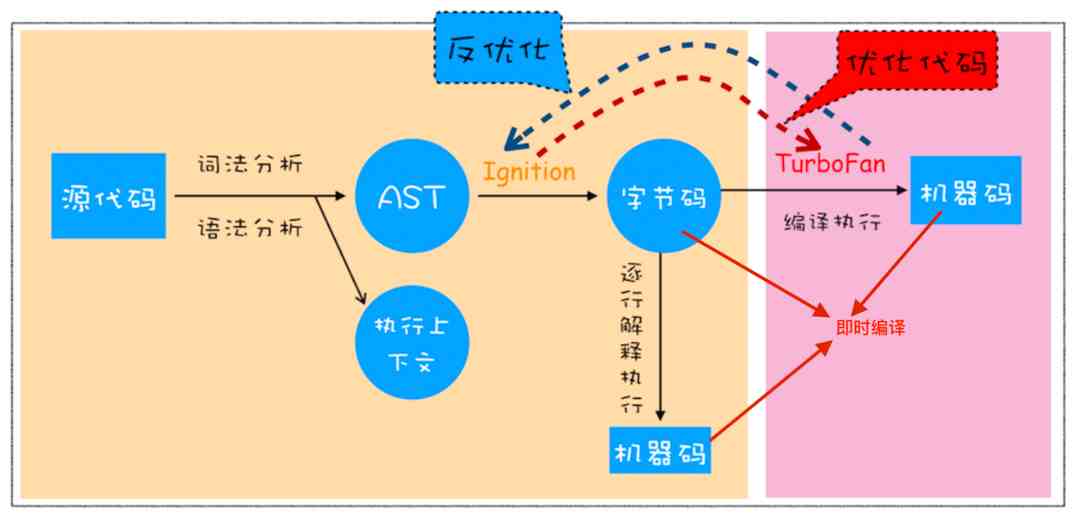 反优化
优化代码
源代码
词法分析
语法分析
AST
Ignition
字节码
TurboFan
编译执行
机器码
执行上
下文
逐
行
解
释
执
行
即时编译
机器码